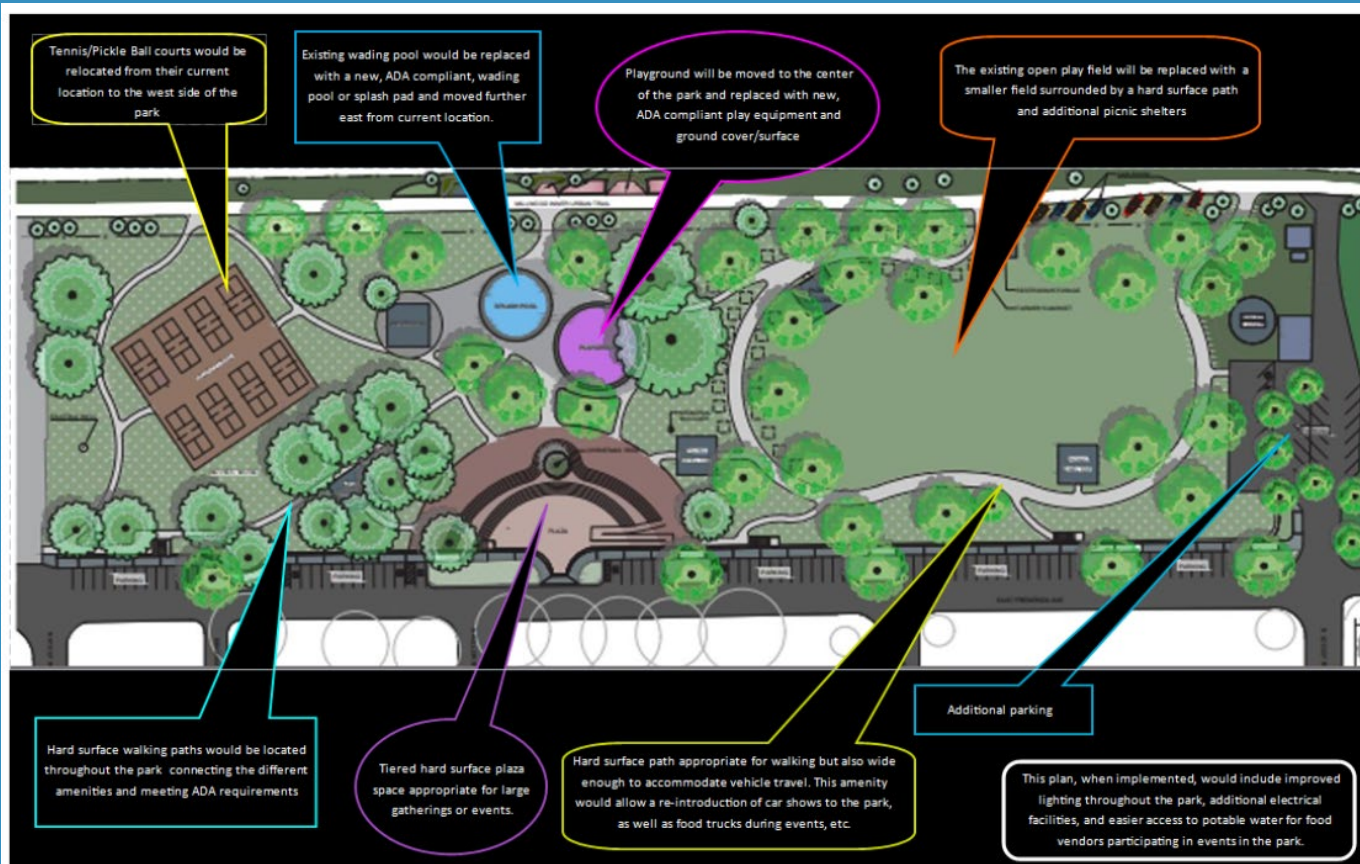 Tennis/Pickle Ball courts would be
relocated from their current
location to the west side of the
park
Existing wading pool would be replaced
with a new, ADA compliant, wading
pool or splash pad and moved further
east from current location.
Playground will be moved to the center
of the park and replaced with new,
ADA compliant play equipment and
ground cover/surface
The existing open play field will be replaced with a
smaller field surrounded by a hard surface path
and additional picnic shelters
SPLASH POOL
PLAZA
PARKING
PARKING
PARKING
PARKING
PARKING
Hard surface walking paths would be located
throughout the park connecting the different
amenities and meeting ADA requirements
Tiered hard surface plaza
space appropriate for large
gatherings or events.
Hard surface path appropriate for walking but also wide
enough to accommodate vehicle travel. This amenity
would allow a re-introduction of car shows to the park,
as well as food trucks during events, etc.
Additional parking
This plan, when implemented, would include improved
lighting throughout the park, additional electrical
facilities, and easier access to potable water for food
vendors participating in events in the park.